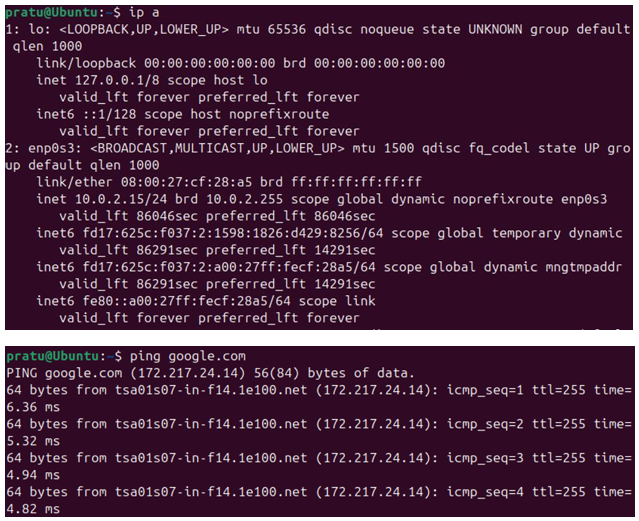 pratu@Ubuntu:~$ ip a
1: lo: <LOOPBACK,UP,LOWER_UP> mtu 65536 qdisc noqueue state UNKNOWN group default
 qlen 1000
    link/loopback 00:00:00:00:00:00 brd 00:00:00:00:00:00
    inet 127.0.0.1/8 scope host lo
       valid_lft forever preferred_lft forever
    inet6 ::1/128 scope host noprefixroute
       valid_lft forever preferred_lft forever
2: enp0s3: <BROADCAST,MULTICAST,UP,LOWER_UP> mtu 1500 qdisc fq_codel state UP gro
up default qlen 1000
    link/ether 08:00:27:cf:28:a5 brd ff:ff:ff:ff:ff:ff
    inet 10.0.2.15/24 brd 10.0.2.255 scope global dynamic noprefixroute enp0s3
       valid_lft 86046sec preferred_lft 86046sec
    inet6 fd17:625c:f037:2:1598:1826:d429:8256/64 scope global temporary dynamic
       valid_lft 86291sec preferred_lft 14291sec
    inet6 fd17:625c:f037:2:a00:27ff:fecf:28a5/64 scope global dynamic mngtmpaddr
       valid_lft 86291sec preferred_lft 14291sec
    inet6 fe80::a00:27ff:fecf:28a5/64 scope link
       valid_lft forever preferred_lft forever
pratu@Ubuntu:~$ ping google.com
PING google.com (172.217.24.14) 56(84) bytes of data.
64 bytes from tsa01s07-in-f14.1e100.net (172.217.24.14): icmp_seq=1 ttl=255 time=
6.36 ms
64 bytes from tsa01s07-in-f14.1e100.net (172.217.24.14): icmp_seq=2 ttl=255 time=
5.32 ms
64 bytes from tsa01s07-in-f14.1e100.net (172.217.24.14): icmp_seq=3 ttl=255 time=
4.94 ms
64 bytes from tsa01s07-in-f14.1e100.net (172.217.24.14): icmp_seq=4 ttl=255 time=
4.82 ms